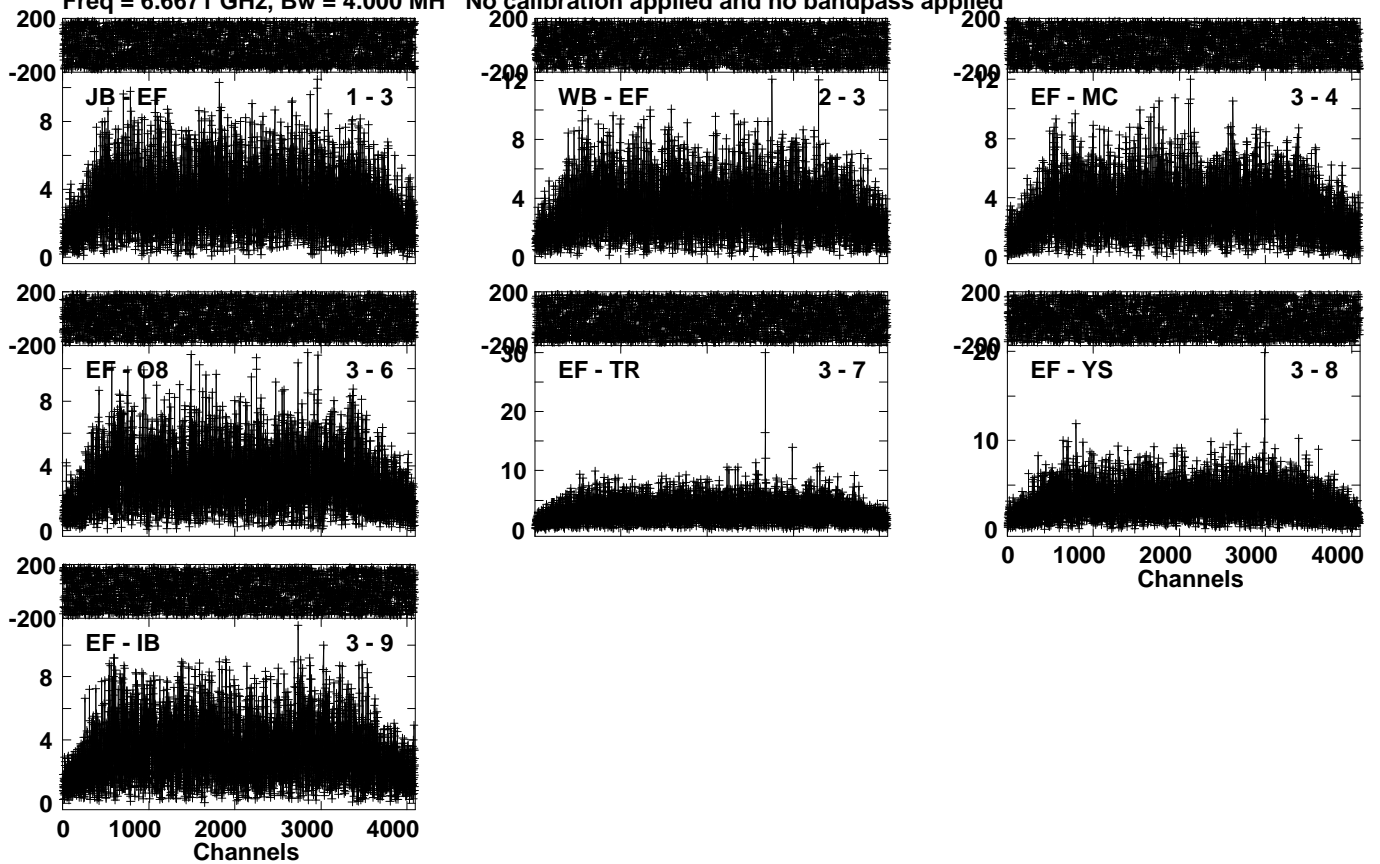 Freq = 6.6671 GHz, Bw = 4.000 MH No calibration applied and no bandpass applied
200 200 200
-200 -200 -200
12 12
JB - EF 1 - 3 WB - EF 2 - 3 EF - MC 3 - 4
8 8 8
4 4 4
0 0 0
200 200 200
-200 -200 -200
30 20
EF - O8 3 - 6 EF - TR 3 - 7 EF - YS 3 - 8
8 20 10
4 10
0 0 0
0 1000 2000 3000 4000
Channels
200
-200
EF - IB 3 - 9
8
4
0
0 1000 2000 3000 4000
Channels